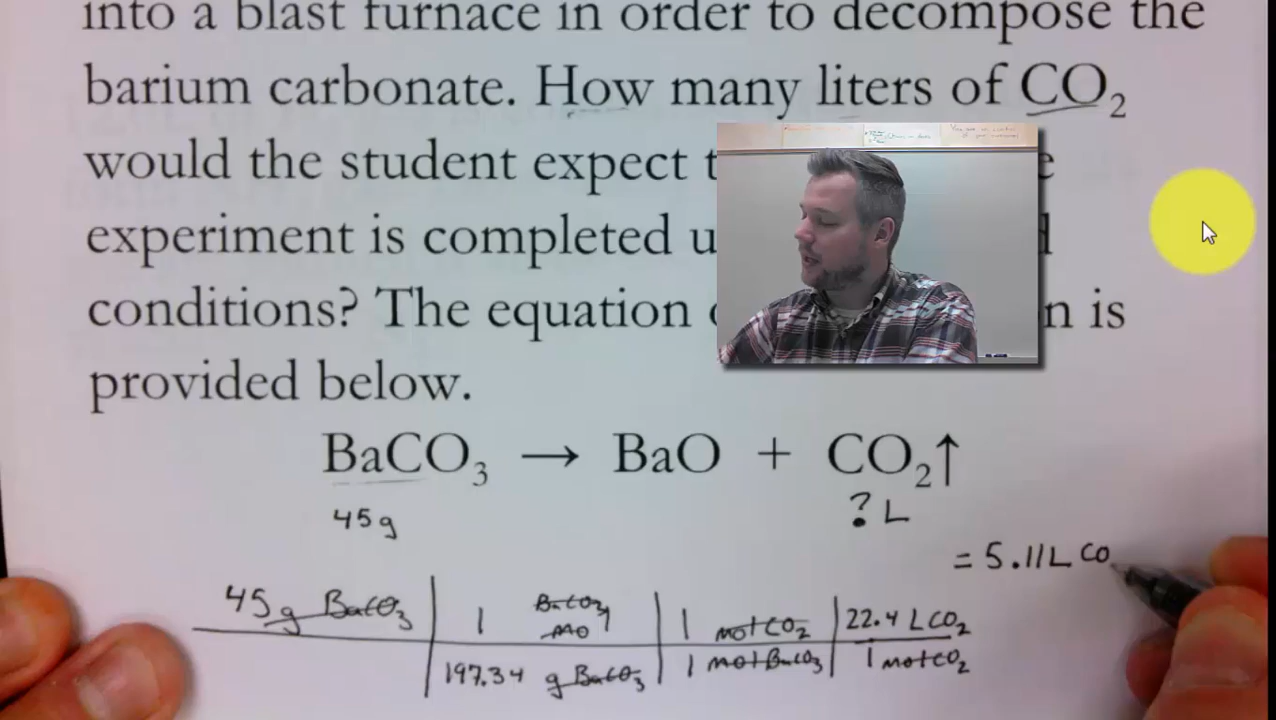 into a blast furnace in order to decompose the
barium carbonate. How many liters of CO₂
would the student expect t e
experiment is completed u d
conditions? The equation n is
provided below.
BaCO₃ → BaO + CO₂↑
45g ? L
= 5.11L CO
45g BaCO₃ 1 BaCO₃ mol 1 mol CO₂ 22.4 L CO₂
197.34 g BaCO₃ 1 mol BaCO₃ 1 mol CO₂